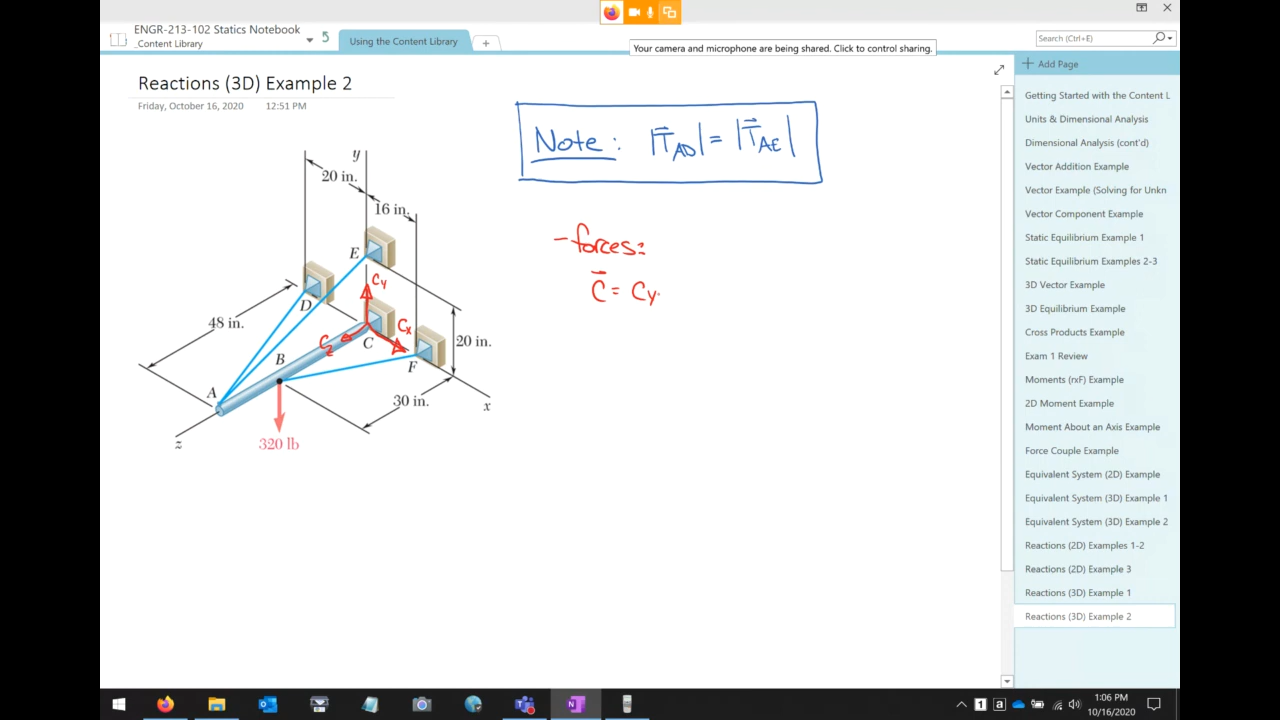 ENGR-213-102 Statics Notebook
_Content Library
Using the Content Library
+
Your camera and microphone are being shared. Click to control sharing.
Search (Ctrl+E)
Add Page
Reactions (3D) Example 2
Friday, October 16, 2020 12:51 PM
Note: |T⃗AD| = |T⃗AE|
- forces:
C⃗ = Cy
y
20 in.
16 in.
E
Cy
D
Cx
48 in.
Cz
C
20 in.
B
F
A
30 in.
x
z
320 lb
Getting Started with the Content L
Units & Dimensional Analysis
Dimensional Analysis (cont'd)
Vector Addition Example
Vector Example (Solving for Unkn
Vector Component Example
Static Equilibrium Example 1
Static Equilibrium Examples 2-3
3D Vector Example
3D Equilibrium Example
Cross Products Example
Exam 1 Review
Moments (rxF) Example
2D Moment Example
Moment About an Axis Example
Force Couple Example
Equivalent System (2D) Example
Equivalent System (3D) Example 1
Equivalent System (3D) Example 2
Reactions (2D) Examples 1-2
Reactions (2D) Example 3
Reactions (3D) Example 1
Reactions (3D) Example 2
1:06 PM
10/16/2020